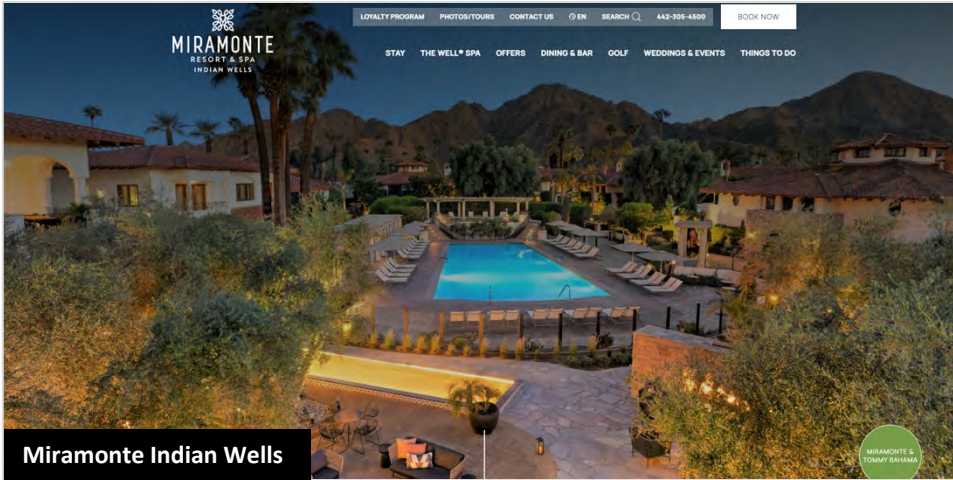 LOYALTY PROGRAM PHOTOS/TOURS CONTACT US EN SEARCH 442-305-4500 BOOK NOW
MIRAMONTE
RESORT & SPA
INDIAN WELLS
STAY THE WELL® SPA OFFERS DINING & BAR GOLF WEDDINGS & EVENTS THINGS TO DO
Miramonte Indian Wells
MIRAMONTE &
TOMMY BAHAMA